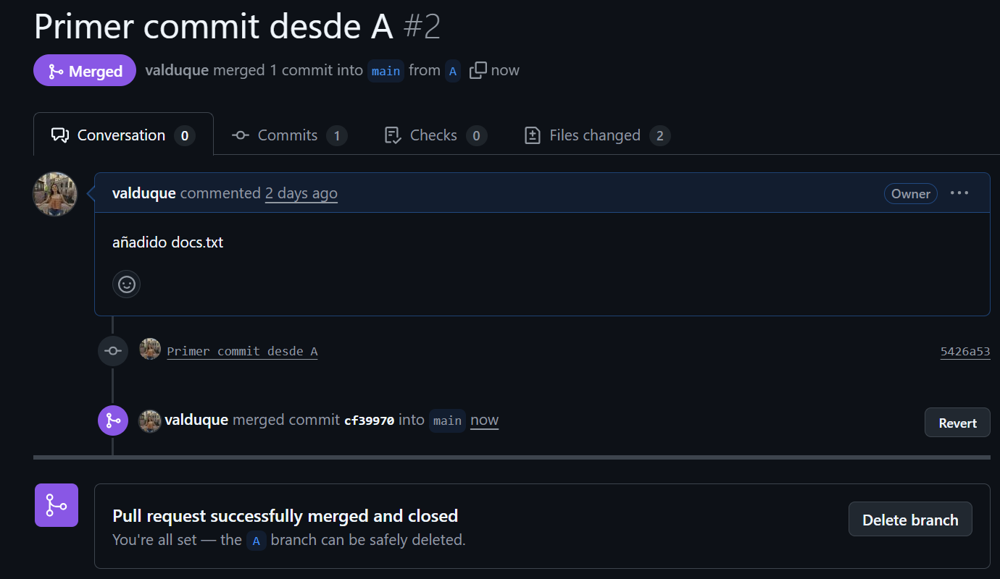 Primer commit desde A #2
Merged valduque merged 1 commit into main from A now
Conversation 0 Commits 1 Checks 0 Files changed 2
valduque commented 2 days ago Owner
añadido docs.txt
Primer commit desde A 5426a53
valduque merged commit cf39970 into main now Revert
Pull request successfully merged and closed
Delete branch
You're all set — the A branch can be safely deleted.